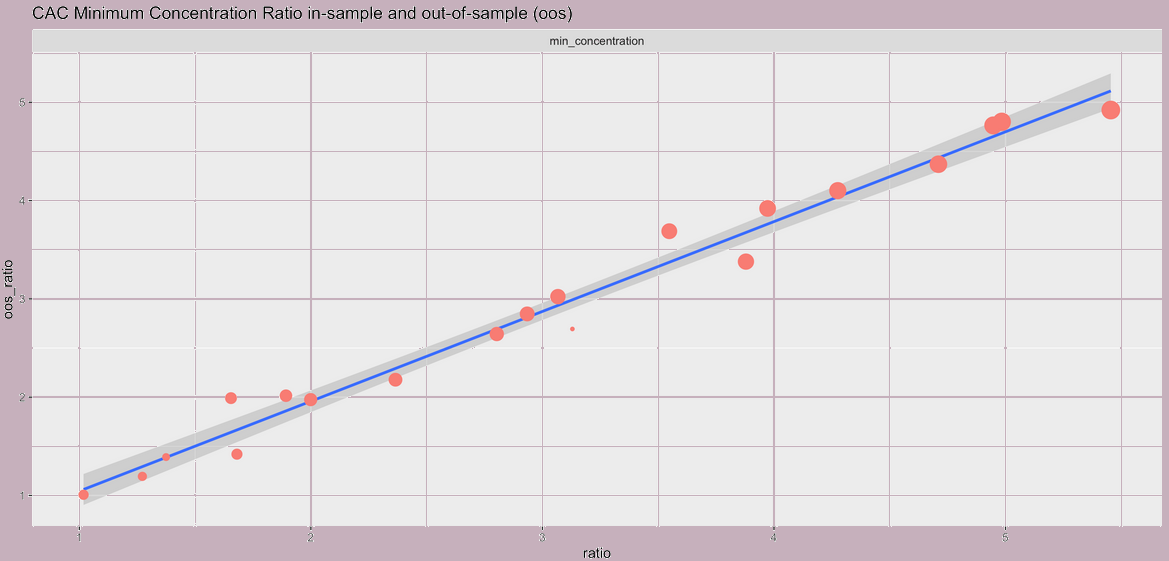 CAC Minimum Concentration Ratio in-sample and out-of-sample (oos)
min_concentration
5
4
3
2
1
oos_ratio
1 2 3 4 5
ratio